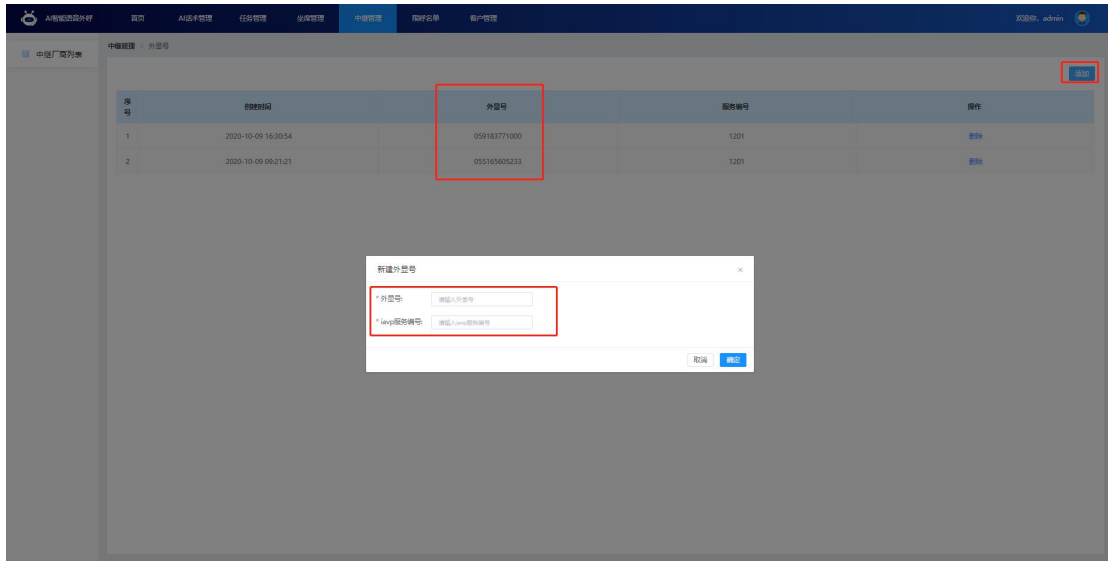 AI智能语音外呼 首页 AI话术管理 任务管理 坐席管理 中继管理 限呼名单 客户管理 欢迎你, admin
中继厂商列表
中继管理 外显号
添加
序号 创建时间 外显号 服务编号 操作
1 2020-10-09 16:30:54 059183771000 1201 删除
2 2020-10-09 09:21:21 055165605233 1201 删除
新建外显号 ×
* 外显号: 请输入外显号
* iavp服务编号: 请输入iavp服务编号
取消 确定